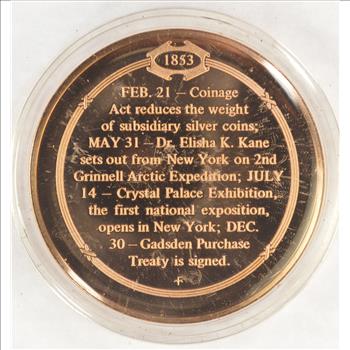 1853
FEB. 21 – Coinage
Act reduces the weight
of subsidiary silver coins;
MAY 31 – Dr. Elisha K. Kane
sets out from New York on 2nd
Grinnell Arctic Expedition; JULY
14 – Crystal Palace Exhibition,
the first national exposition,
opens in New York; DEC.
30 – Gadsden Purchase
Treaty is signed.